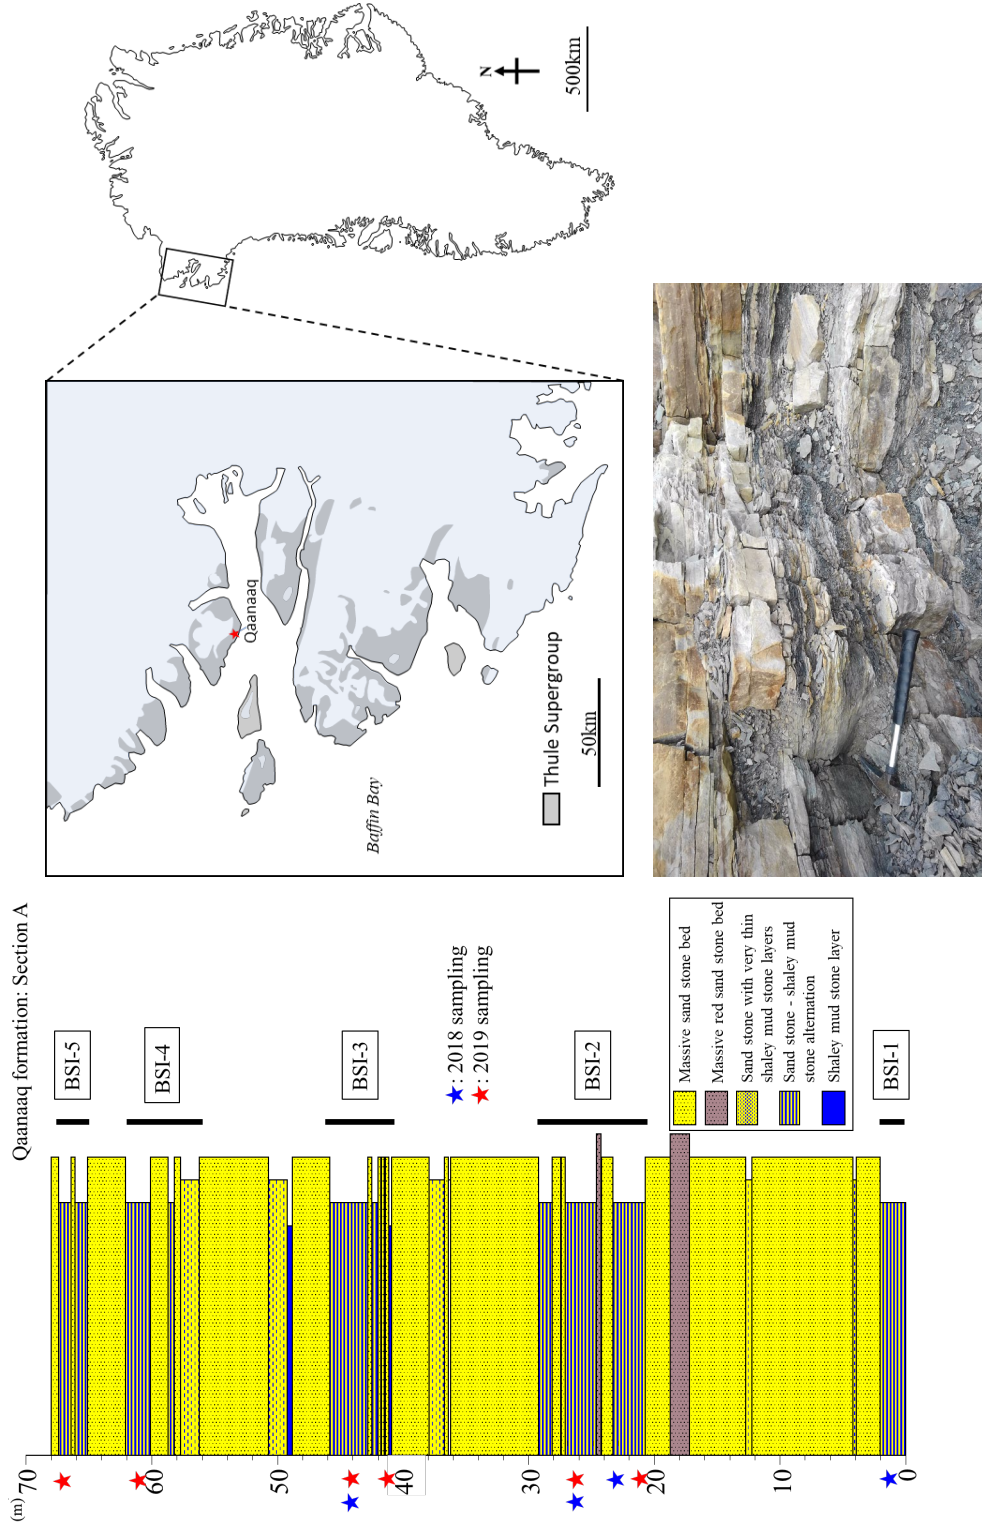 Qaanaaq formation: Section A
(m)
70
60
50
40
30
20
10
0
BSI-5
BSI-4
BSI-3
BSI-2
BSI-1
: 2018 sampling
: 2019 sampling
Massive sand stone bed
Massive red sand stone bed
Sand stone with very thin
shaley mud stone layers
Sand stone - shaley mud
stone alternation
Shaley mud stone layer
Qaanaaq
Baffin Bay
Thule Supergroup
50km
N
500km